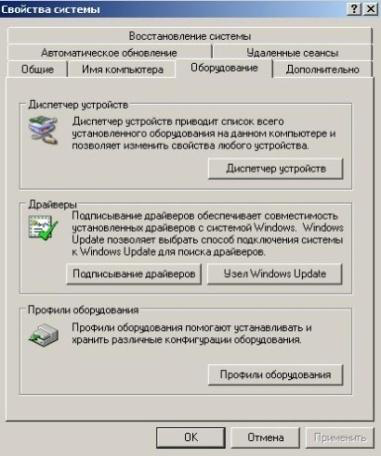 Свойства системы
Восстановление системы
Автоматическое обновление Удаленные сеансы
Общие Имя компьютера Оборудование Дополнительно
Диспетчер устройств
Диспетчер устройств приводит список всего
установленного оборудования на данном компьютере и
позволяет изменить свойства любого устройства.
Диспетчер устройств
Драйверы
Подписывание драйверов обеспечивает совместимость
установленных драйверов с системой Windows. Windows
Update позволяет выбрать способ подключения системы
к Windows Update для поиска драйверов.
Подписывание драйверов Узел Windows Update
Профили оборудования
Профили оборудования помогают устанавливать и
хранить различные конфигурации оборудования.
Профили оборудования
OK Отмена Применить